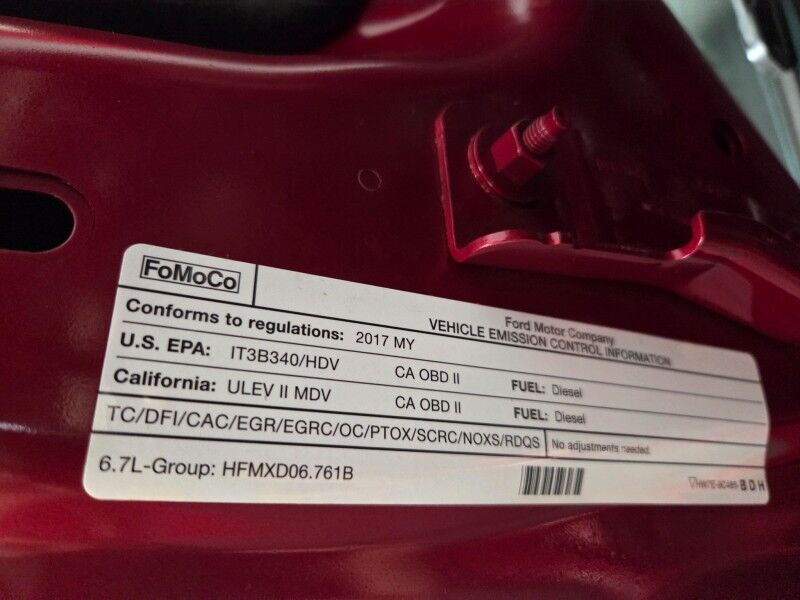 FoMoCo
Ford Motor Company
VEHICLE EMISSION CONTROL INFORMATION
Conforms to regulations: 2017 MY
U.S. EPA: IT3B340/HDV CA OBD II FUEL: Diesel
California: ULEV II MDV CA OBD II FUEL: Diesel
TC/DFI/CAC/EGR/EGRC/OC/PTOX/SCRC/NOXS/RDQS No adjustments needed.
6.7L-Group: HFMXD06.761B
BDH